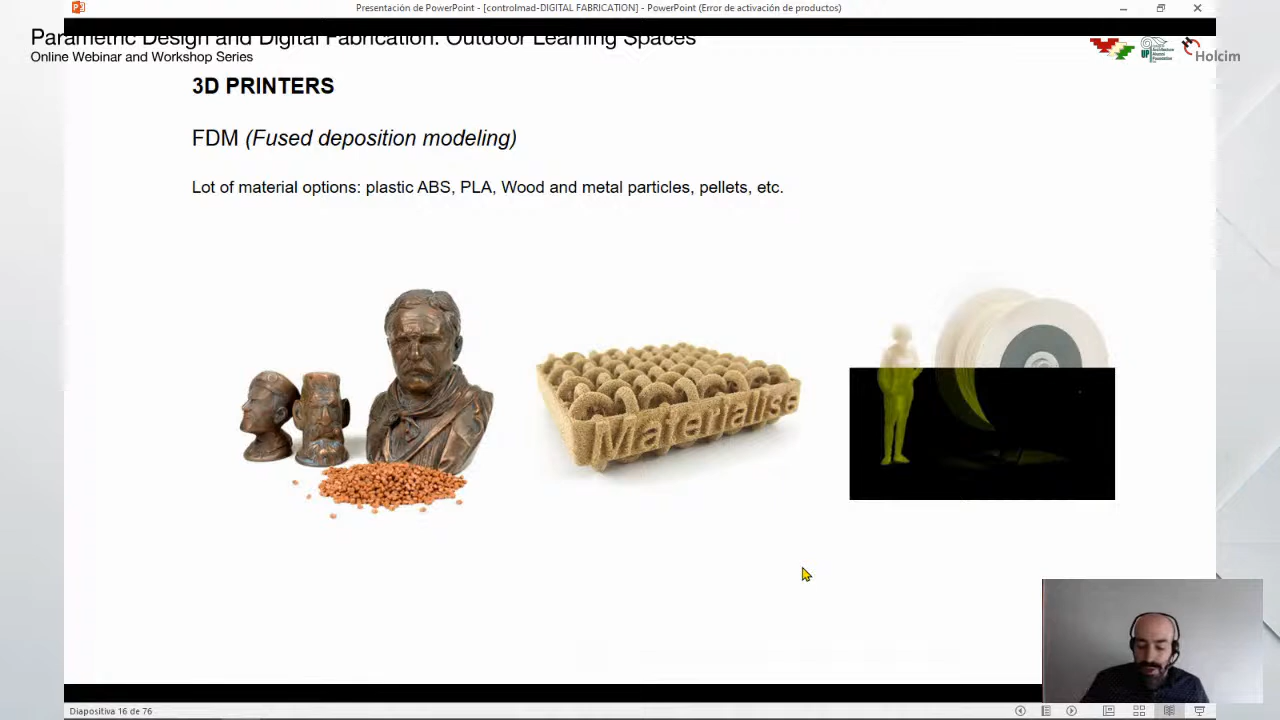 Presentación de PowerPoint - [controlmad-DIGITAL FABRICATION] - PowerPoint (Error de activación de productos)
Parametric Design and Digital Fabrication: Outdoor Learning Spaces
Online Webinar and Workshop Series
UP
Holcim
3D PRINTERS
FDM (Fused deposition modeling)
Lot of material options: plastic ABS, PLA, Wood and metal particles, pellets, etc.
Materialise
Diapositiva 16 de 76